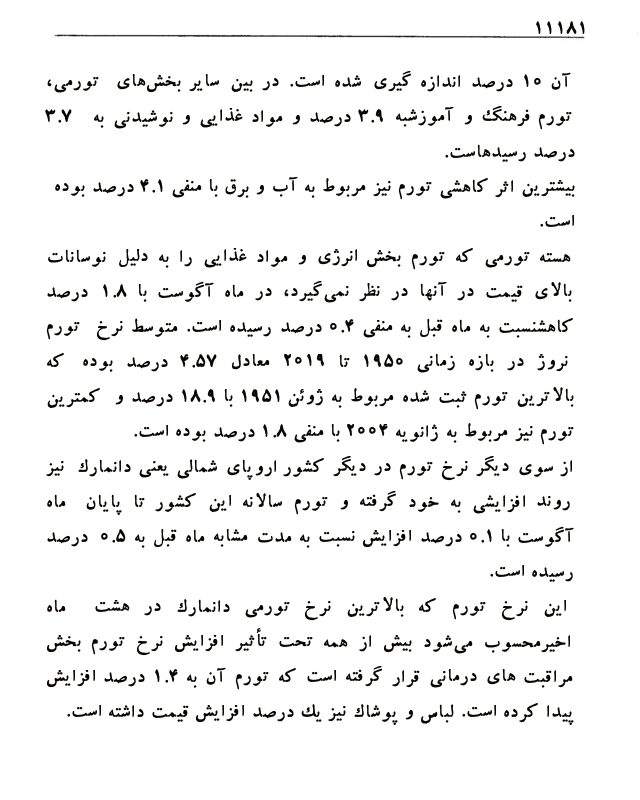 ۱۱۱۸۱
آن ۱۰ درصد اندازه گیری شده است. در بین سایر بخش‌های تورمی،
تورم فرهنگ و آموزشبه ۳.۹ درصد و مواد غذایی و نوشیدنی به ۳.۷
درصد رسیدهاست.
بیشترین اثر کاهشی تورم نیز مربوط به آب و برق با منفی ۴.۱ درصد بوده
است.
هسته تورمی که تورم بخش انرژی و مواد غذایی را به دلیل نوسانات
بالای قیمت در آنها در نظر نمی‌گیرد، در ماه آگوست با ۱.۸ درصد
کاهشنسبت به ماه قبل به منفی ۰.۴ درصد رسیده است. متوسط نرخ تورم
نروژ در بازه زمانی ۱۹۵۰ تا ۲۰۱۹ معادل ۴.۵۷ درصد بوده که
بالاترین تورم ثبت شده مربوط به ژوئن ۱۹۵۱ با ۱۸.۹ درصد و کمترین
تورم نیز مربوط به ژانویه ۲۰۰۴ با منفی ۱.۸ درصد بوده است.
از سوی دیگر نرخ تورم در دیگر کشور اروپای شمالی یعنی دانمارک نیز
روند افزایشی به خود گرفته و تورم سالانه این کشور تا پایان ماه
آگوست با ۰.۱ درصد افزایش نسبت به مدت مشابه ماه قبل به ۰.۵ درصد
رسیده است.
این نرخ تورم که بالاترین نرخ تورمی دانمارک در هشت ماه
اخیرمحسوب می‌شود بیش از همه تحت تأثیر افزایش نرخ تورم بخش
مراقبت های درمانی قرار گرفته است که تورم آن به ۱.۴ درصد افزایش
پیدا کرده است. لباس و پوشاک نیز یک درصد افزایش قیمت داشته است.